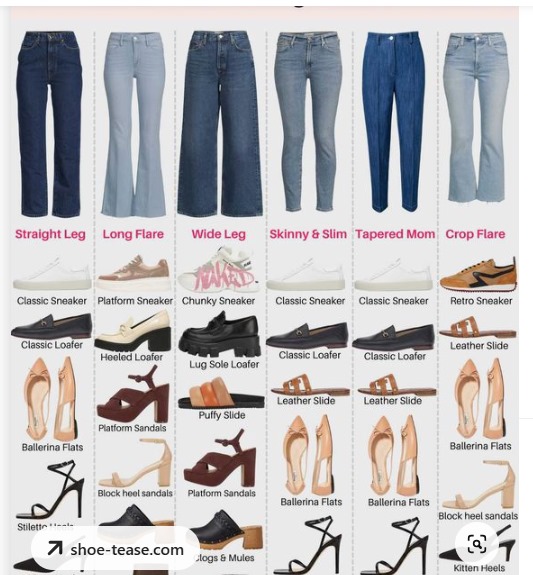 Straight Leg
Long Flare
Wide Leg
Skinny & Slim
Tapered Mom
Crop Flare
NAKED
Classic Sneaker
Platform Sneaker
Chunky Sneaker
Classic Sneaker
Classic Sneaker
Retro Sneaker
Classic Loafer
Heeled Loafer
Lug Sole Loafer
Classic Loafer
Classic Loafer
Leather Slide
Puffy Slide
Leather Slide
Leather Slide
Ballerina Flats
Platform Sandals
Platform Sandals
Ballerina Flats
Ballerina Flats
Ballerina Flats
Block heel sandals
Block heel sandals
Stiletto Heels
Clogs & Mules
Kitten Heels
shoe-tease.com